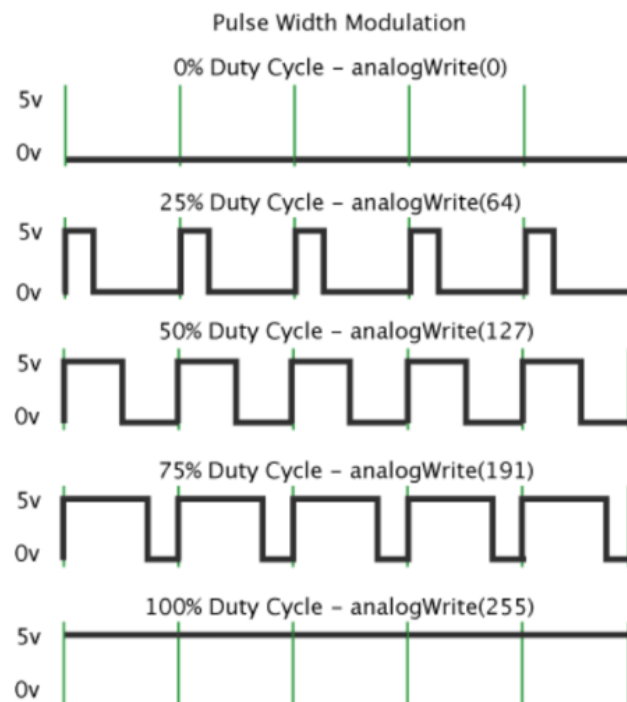 Pulse Width Modulation
0% Duty Cycle – analogWrite(0)
5v
0v
25% Duty Cycle – analogWrite(64)
5v
0v
50% Duty Cycle – analogWrite(127)
5v
0v
75% Duty Cycle – analogWrite(191)
5v
0v
100% Duty Cycle – analogWrite(255)
5v
0v